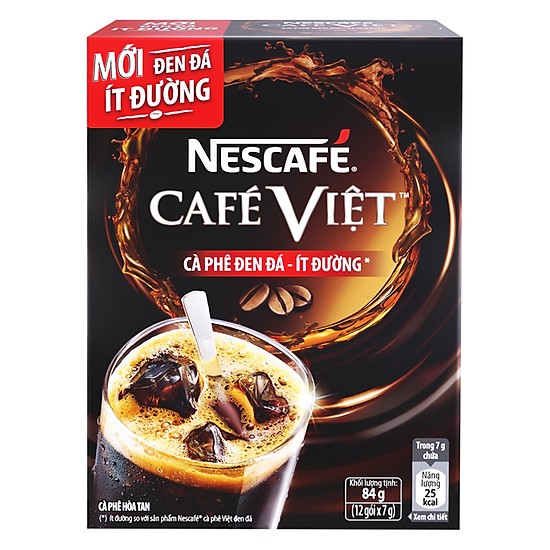 MỚI ĐEN ĐÁ
ÍT ĐƯỜNG
NESCAFÉ®
CAFÉ VIỆT™
CÀ PHÊ ĐEN ĐÁ - ÍT ĐƯỜNG*
Trong 7 g
chứa
Năng
lượng
25
kcal
Xem chi tiết
Khối lượng tịnh:
84 g
(12 gói x 7 g)
CÀ PHÊ HÒA TAN
(*) ít đường so với sản phẩm Nescafé® cà phê Việt đen đá